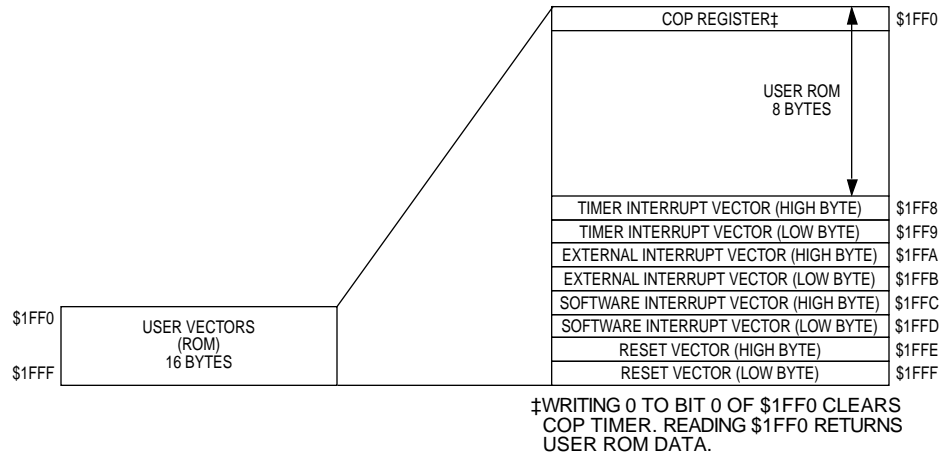 COP REGISTER‡ $1FF0
USER ROM
8 BYTES
TIMER INTERRUPT VECTOR (HIGH BYTE) $1FF8
TIMER INTERRUPT VECTOR (LOW BYTE) $1FF9
EXTERNAL INTERRUPT VECTOR (HIGH BYTE) $1FFA
EXTERNAL INTERRUPT VECTOR (LOW BYTE) $1FFB
SOFTWARE INTERRUPT VECTOR (HIGH BYTE) $1FFC
SOFTWARE INTERRUPT VECTOR (LOW BYTE) $1FFD
RESET VECTOR (HIGH BYTE) $1FFE
RESET VECTOR (LOW BYTE) $1FFF
$1FF0
USER VECTORS
(ROM)
16 BYTES
$1FFF
‡WRITING 0 TO BIT 0 OF $1FF0 CLEARS
COP TIMER. READING $1FF0 RETURNS
USER ROM DATA.